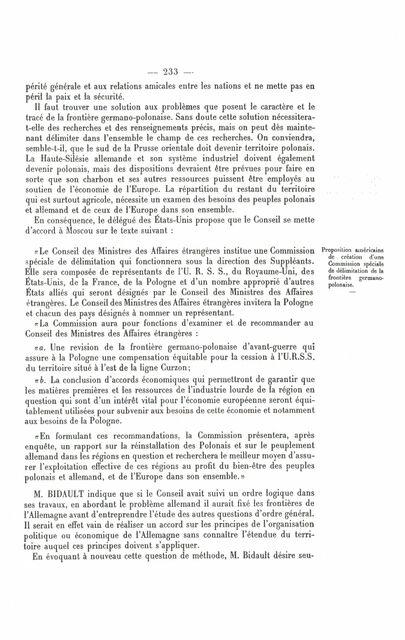 — 233 —
périté générale et aux relations amicales entre les nations et ne mette pas en
péril la paix et la sécurité.
Il faut trouver une solution aux problèmes que posent le caractère et le
tracé de la frontière germano-polonaise. Sans doute cette solution nécessitera-
t-elle des recherches et des renseignements précis, mais on peut dès mainte-
nant délimiter dans l'ensemble le champ de ces recherches. On conviendra,
semble-t-il, que le sud de la Prusse orientale doit devenir territoire polonais.
La Haute-Silésie allemande et son système industriel doivent également
devenir polonais, mais des dispositions devraient être prévues pour faire en
sorte que son charbon et ses autres ressources puissent être employés au
soutien de l'économie de l'Europe. La répartition du restant du territoire
qui est surtout agricole, nécessite un examen des besoins des peuples polonais
et allemand et de ceux de l'Europe dans son ensemble.
En conséquence, le délégué des États-Unis propose que le Conseil se mette
d'accord à Moscou sur le texte suivant :
«Le Conseil des Ministres des Affaires étrangères institue une Commission
spéciale de délimitation qui fonctionnera sous la direction des Suppléants.
Elle sera composée de représentants de l'U. R. S. S., du Royaume-Uni, des
États-Unis, de la France, de la Pologne et d'un nombre approprié d'autres
États alliés qui seront désignés par le Conseil des Ministres des Affaires
étrangères. Le Conseil des Ministres des Affaires étrangères invitera la Pologne
et chacun des pays désignés à nommer un représentant.
Proposition américaine
de création d'une
Commission spéciale
de délimitation de la
frontière germano-
polonaise.
«La Commission aura pour fonctions d'examiner et de recommander au
Conseil des Ministres des Affaires étrangères :
«a. Une revision de la frontière germano-polonaise d'avant-guerre qui
assure à la Pologne une compensation équitable pour la cession à l'U.R.S.S.
du territoire situé à l'est de la ligne Curzon;
«b. La conclusion d'accords économiques qui permettront de garantir que
les matières premières et les ressources de l'industrie lourde de la région en
question qui sont d'un intérêt vital pour l'économie européenne seront équi-
tablement utilisées pour subvenir aux besoins de cette économie et notamment
aux besoins de la Pologne.
«En formulant ces recommandations, la Commission présentera, après
enquête, un rapport sur la réinstallation des Polonais et sur le peuplement
allemand dans les régions en question et recherchera le meilleur moyen d'assu-
rer l'exploitation effective de ces régions au profit du bien-être des peuples
polonais et allemand, et de l'Europe dans son ensemble.»
M. BIDAULT indique que si le Conseil avait suivi un ordre logique dans
ses travaux, en abordant le problème allemand il aurait fixé les frontières de
l'Allemagne avant d'entreprendre l'étude des autres questions d'ordre général.
Il serait en effet vain de réaliser un accord sur les principes de l'organisation
politique ou économique de l'Allemagne sans connaître l'étendue du terri-
toire auquel ces principes doivent s'appliquer.
En évoquant à nouveau cette question de méthode, M. Bidault désire seu-